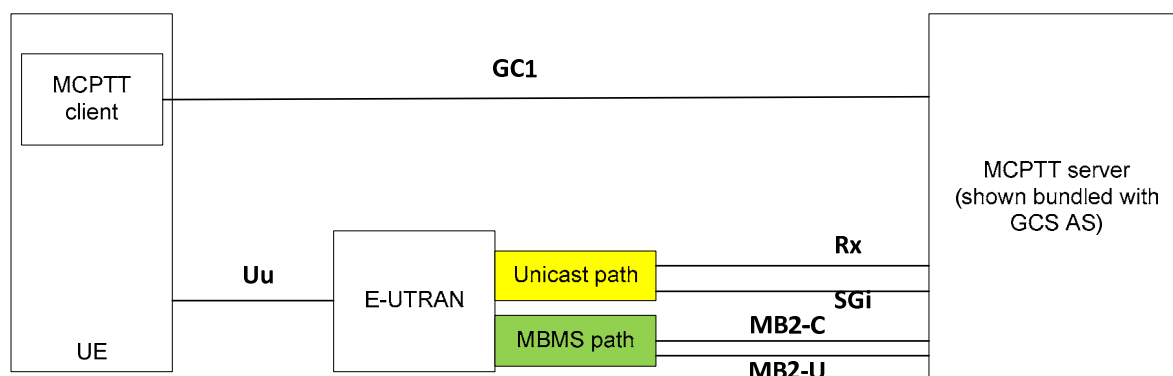 MCPTT
client
GC1
MCPTT server
(shown bundled with
GCS AS)
Uu
E-UTRAN
Unicast path
Rx
SGi
MBMS path
MB2-C
MB2-U
UE